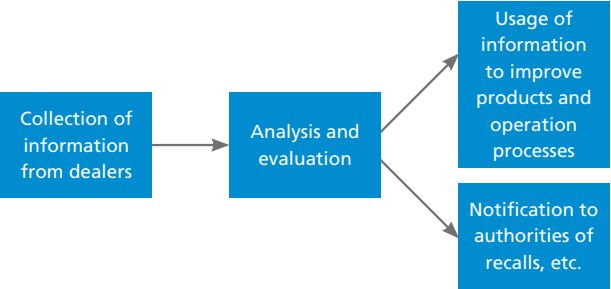 Collection of
information
from dealers
Analysis and
evaluation
Usage of
information
to improve
products and
operation
processes
Notification to
authorities of
recalls, etc.